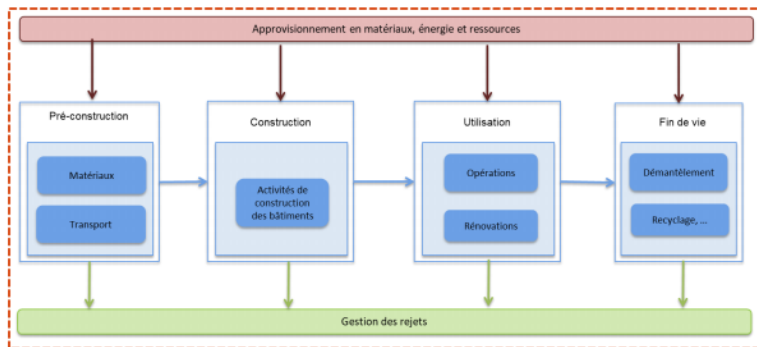 Approvisionnement en matériaux, énergie et ressources
Pré-construction
Construction
Utilisation
Fin de vie
Matériaux
Transport
Activités de
construction
des bâtiments
Opérations
Rénovations
Démantèlement
Recyclage, ...
Gestion des rejets